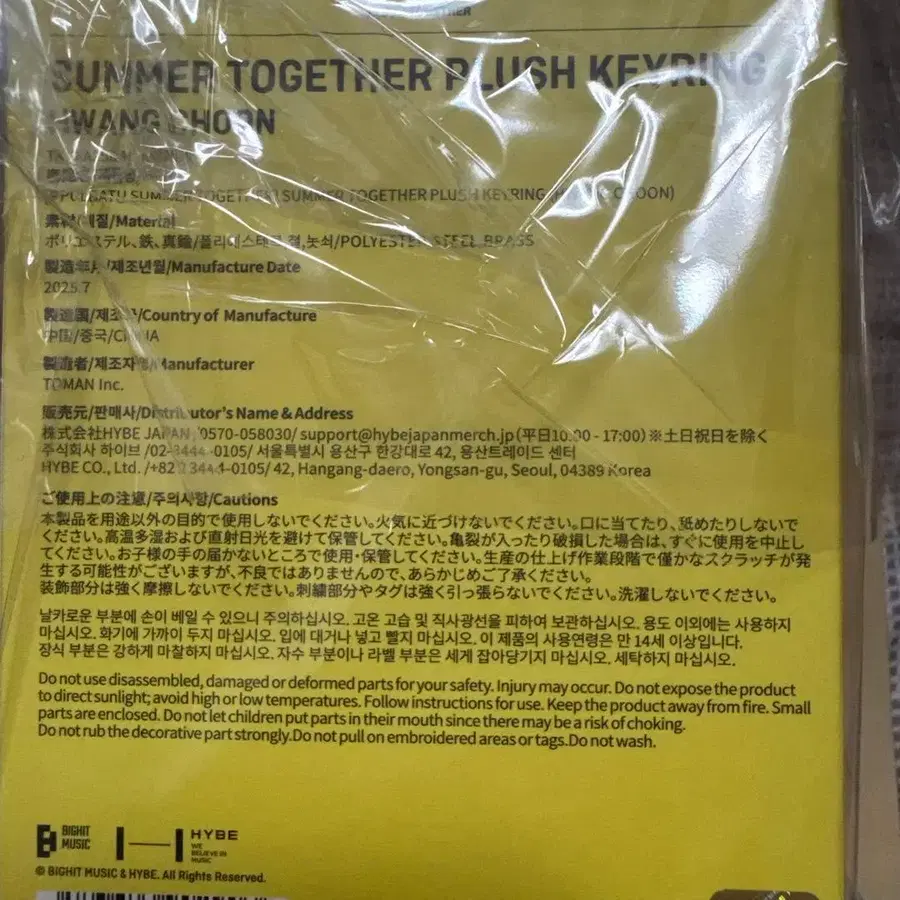 SUMMER TOGETHER PLUSH KEYRING
HWANG CHOON
SUMMER TOGETHER) SUMMER TOGETHER PLUSH KEYRING
素材/재질/Material
ポリエステル、鉄、真鍮/폴리에스테르, 철,놋쇠/POLYESTER, STEEL, BRASS
製造年月/제조년월/Manufacture Date
2025.7
製造国/제조국/Country of Manufacture
中国/중국/CHINA
製造者/제조자명/Manufacturer
TOMAN Inc.
販売元/판매사/Distributor's Name & Address
株式会社HYBE JAPAN /0570-058030/ support@hybejapanmerch.jp (平日10:00 - 17:00) ※土日祝日を除く
주식회사 하이브 /02-3444-0105/ 서울특별시 용산구 한강대로 42, 용산트레이드 센터
HYBE CO., Ltd. /+82 2 3444-0105/ 42, Hangang-daero, Yongsan-gu, Seoul, 04389 Korea
ご使用上の注意/주의사항/Cautions
本製品を用途以外の目的で使用しないでください。火気に近づけないでください。口に当てたり、舐めたりしないで
ください。高温多湿および直射日光を避けて保管してください。亀裂が入ったり破損した場合は、すぐに使用を中止し
てください。お子様の手の届かないところで使用・保管してください。生産の仕上げ作業段階で僅かなスクラッチが発
生する可能性がございますが、不良ではありませんので、あらかじめご了承ください。
装飾部分は強く摩擦しないでください。刺繍部分やタグは強く引っ張らないでください。洗濯しないでください。
날카로운 부분에 손이 베일 수 있으니 주의하십시오. 고온 고습 및 직사광선을 피하여 보관하십시오. 용도 이외에는 사용하지
마십시오. 화기에 가까이 두지 마십시오. 입에 대거나 넣고 빨지 마십시오. 이 제품의 사용연령은 만 14세 이상입니다.
장식 부분은 강하게 마찰하지 마십시오. 자수 부분이나 라벨 부분은 세게 잡아당기지 마십시오. 세탁하지 마십시오.
Do not use disassembled, damaged or deformed parts for your safety. Injury may occur. Do not expose the product
to direct sunlight; avoid high or low temperatures. Follow instructions for use. Keep the product away from fire. Small
parts are enclosed. Do not let children put parts in their mouth since there may be a risk of choking.
Do not rub the decorative part strongly.Do not pull on embroidered areas or tags.Do not wash.
BIGHIT MUSIC
HYBE
WE BELIEVE IN MUSIC
© BIGHIT MUSIC & HYBE. All Rights Reserved.